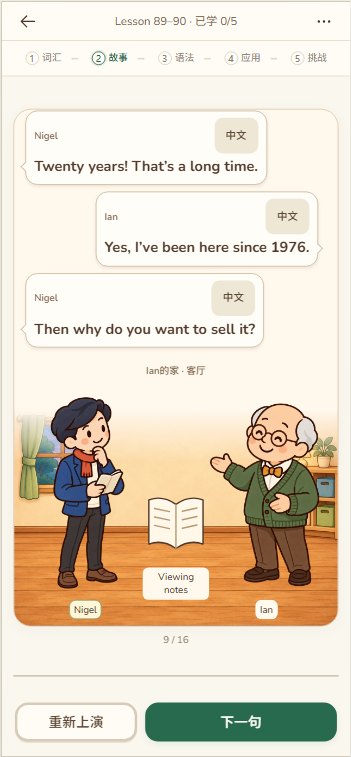 Lesson 89–90 · 已学 0/5
1 词汇 – 2 故事 – 3 语法 – 4 应用 – 5 挑战
Nigel
中文
Twenty years! That's a long time.
Ian
中文
Yes, I've been here since 1976.
Nigel
中文
Then why do you want to sell it?
Ian的家 · 客厅
Viewing
notes
Nigel
Ian
9 / 16
重新上演
下一句